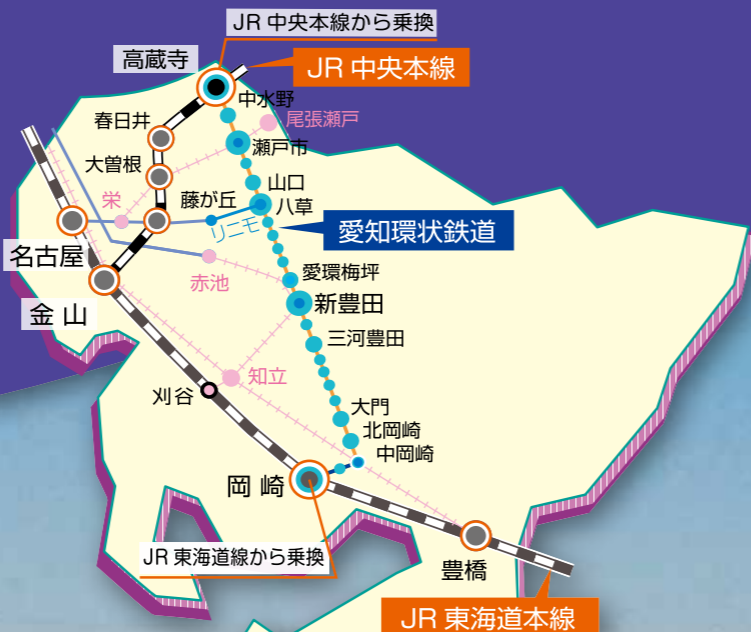 JR 中央本線から乗換
高蔵寺
JR 中央本線
中水野
尾張瀬戸
春日井
瀬戸市
大曽根
山口
栄
藤が丘
八草
リニモ
愛知環状鉄道
名古屋
赤池
愛環梅坪
金山
新豊田
三河豊田
知立
刈谷
大門
北岡崎
中岡崎
岡崎
JR 東海道線から乗換
豊橋
JR 東海道本線